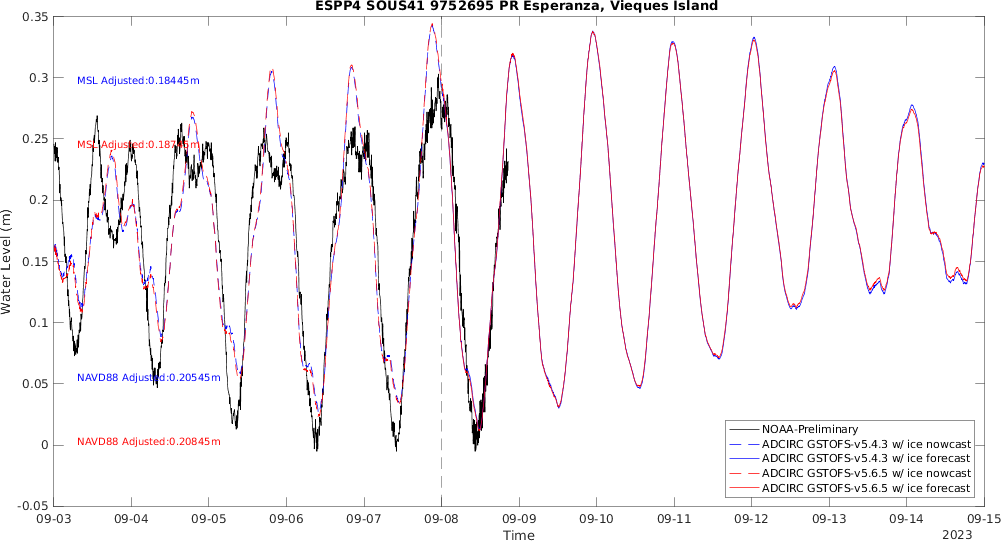 ESPP4 SOUS41 9752695 PR Esperanza, Vieques Island
Water Level (m)
0.35
0.3
0.25
0.2
0.15
0.1
0.05
0
-0.05
MSL Adjusted:0.18445m
NAVD88 Adjusted:0.20545m
NAVD88 Adjusted:0.20845m
NOAA-Preliminary
ADCIRC GSTOFS-v5.4.3 w/ ice nowcast
ADCIRC GSTOFS-v5.4.3 w/ ice forecast
ADCIRC GSTOFS-v5.6.5 w/ ice nowcast
ADCIRC GSTOFS-v5.6.5 w/ ice forecast
09-03 09-04 09-05 09-06 09-07 09-08 09-09 09-10 09-11 09-12 09-13 09-14 09-15
Time
2023